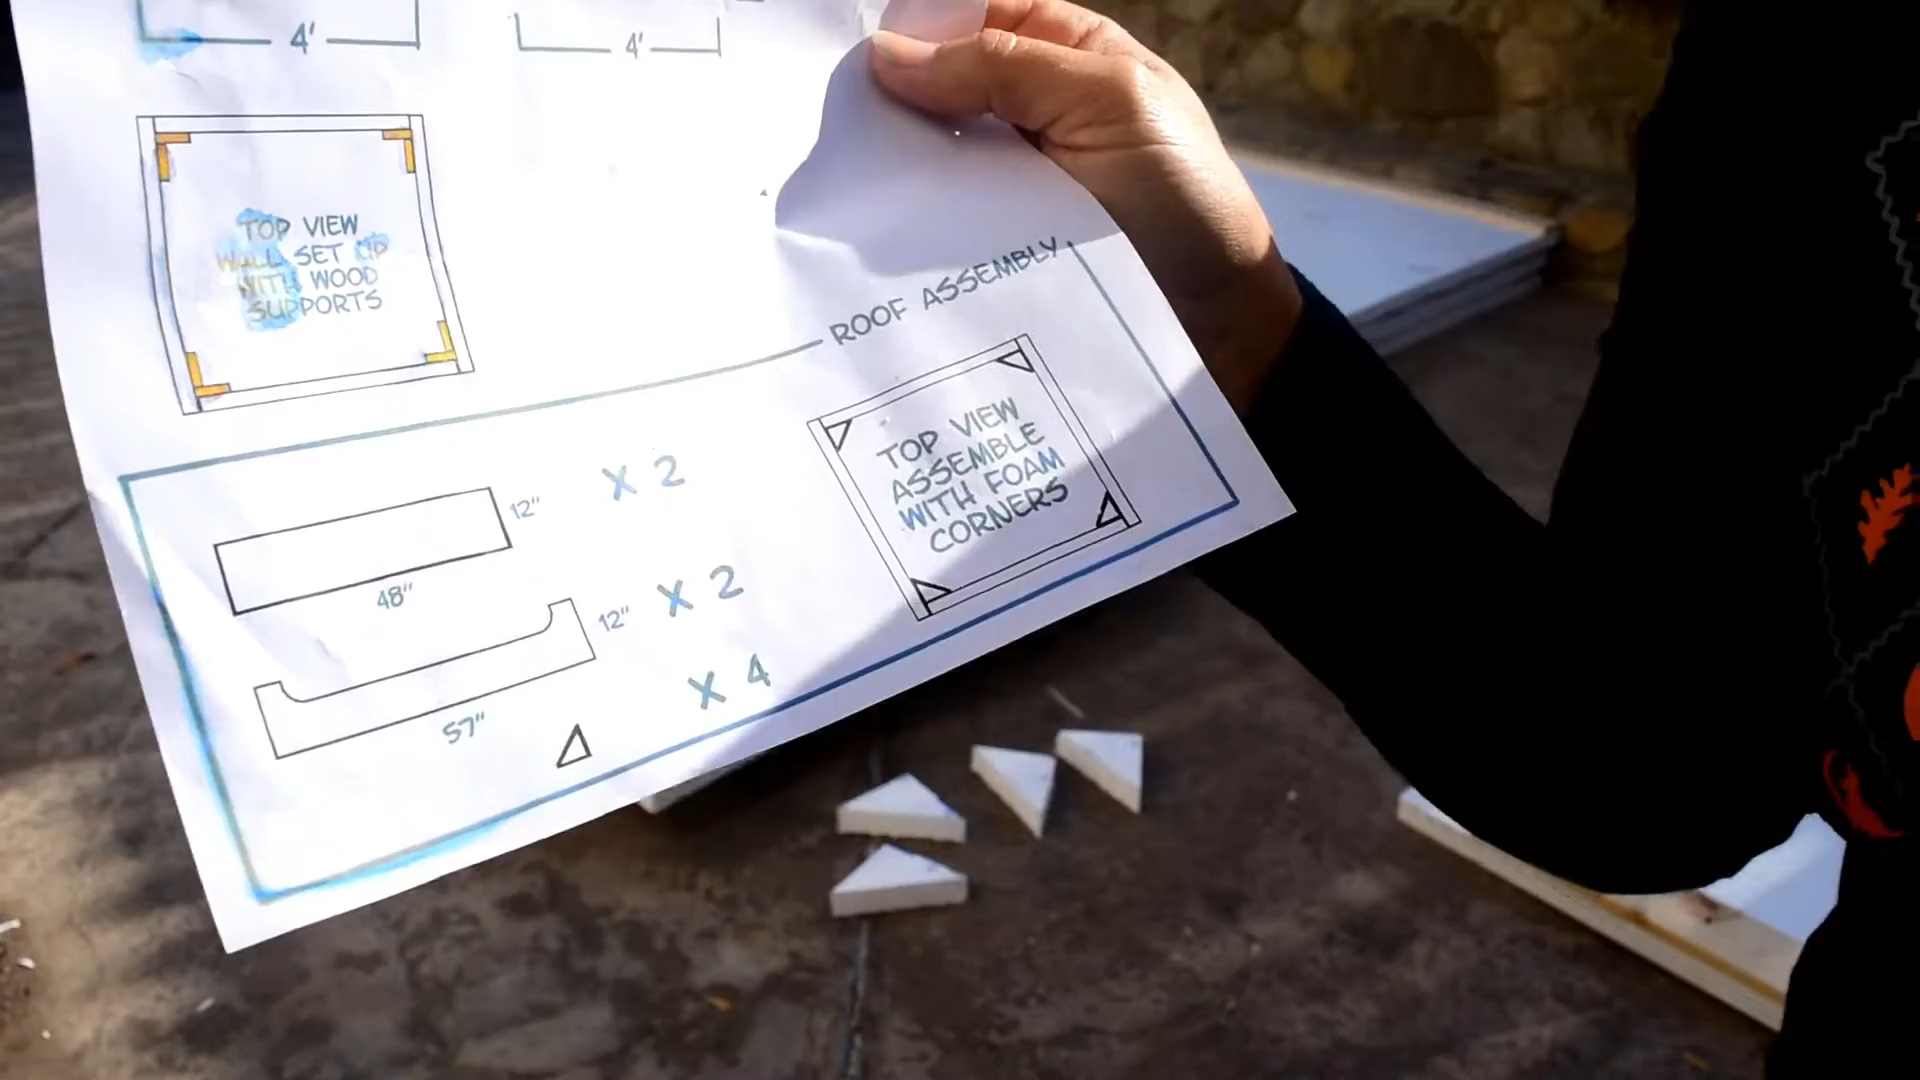 4'
4'
TOP VIEW
WALL SET UP
WITH WOOD
SUPPORTS
ROOF ASSEMBLY
12"
X 2
48"
12"
X 2
57"
X 4
TOP VIEW
ASSEMBLE
WITH FOAM
CORNERS